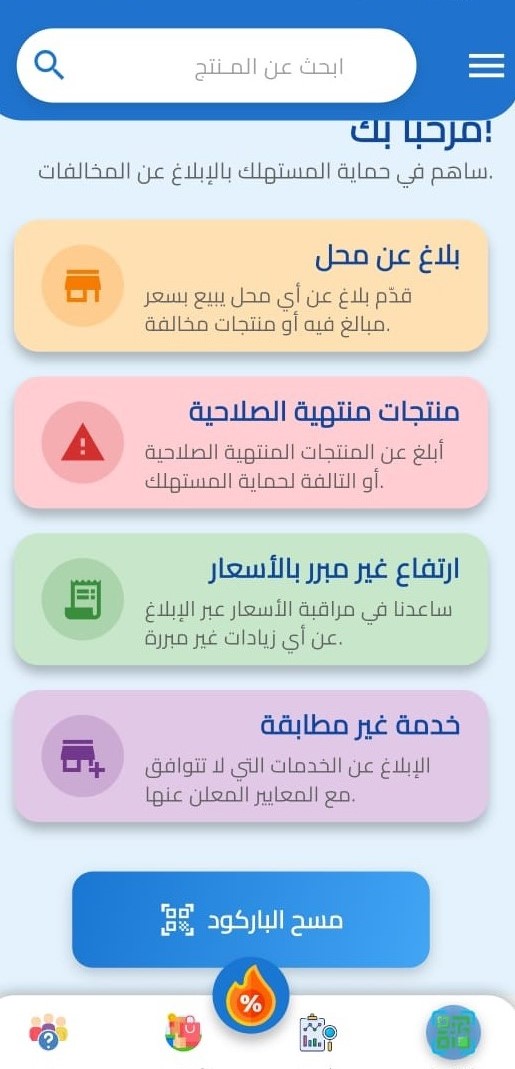 ابحث عن المـنتج
مرحبا بك!
ساهم في حماية المستهلك بالإبلاغ عن المخالفات.
بلاغ عن محل
قدّم بلاغ عن أي محل يبيع بسعر
مبالغ فيه أو منتجات مخالفة.
منتجات منتهية الصلاحية
أبلغ عن المنتجات المنتهية الصلاحية
أو التالفة لحماية المستهلك.
ارتفاع غير مبرر بالأسعار
ساعدنا في مراقبة الأسعار عبر الإبلاغ
عن أي زيادات غير مبررة.
خدمة غير مطابقة
الإبلاغ عن الخدمات التي لا تتوافق
مع المعايير المعلن عنها.
مسح الباركود
%
?